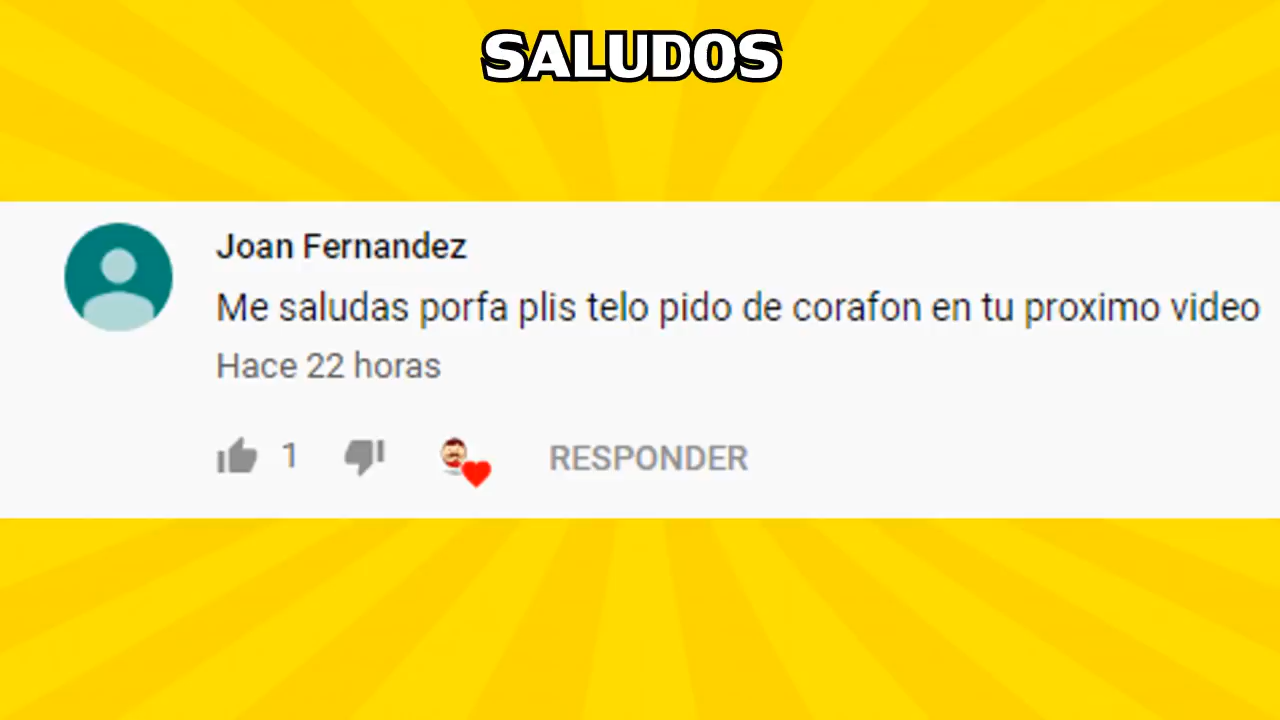 SALUDOS
Joan Fernandez
Me saludas porfa plis telo pido de corafon en tu proximo video
Hace 22 horas
1 RESPONDER